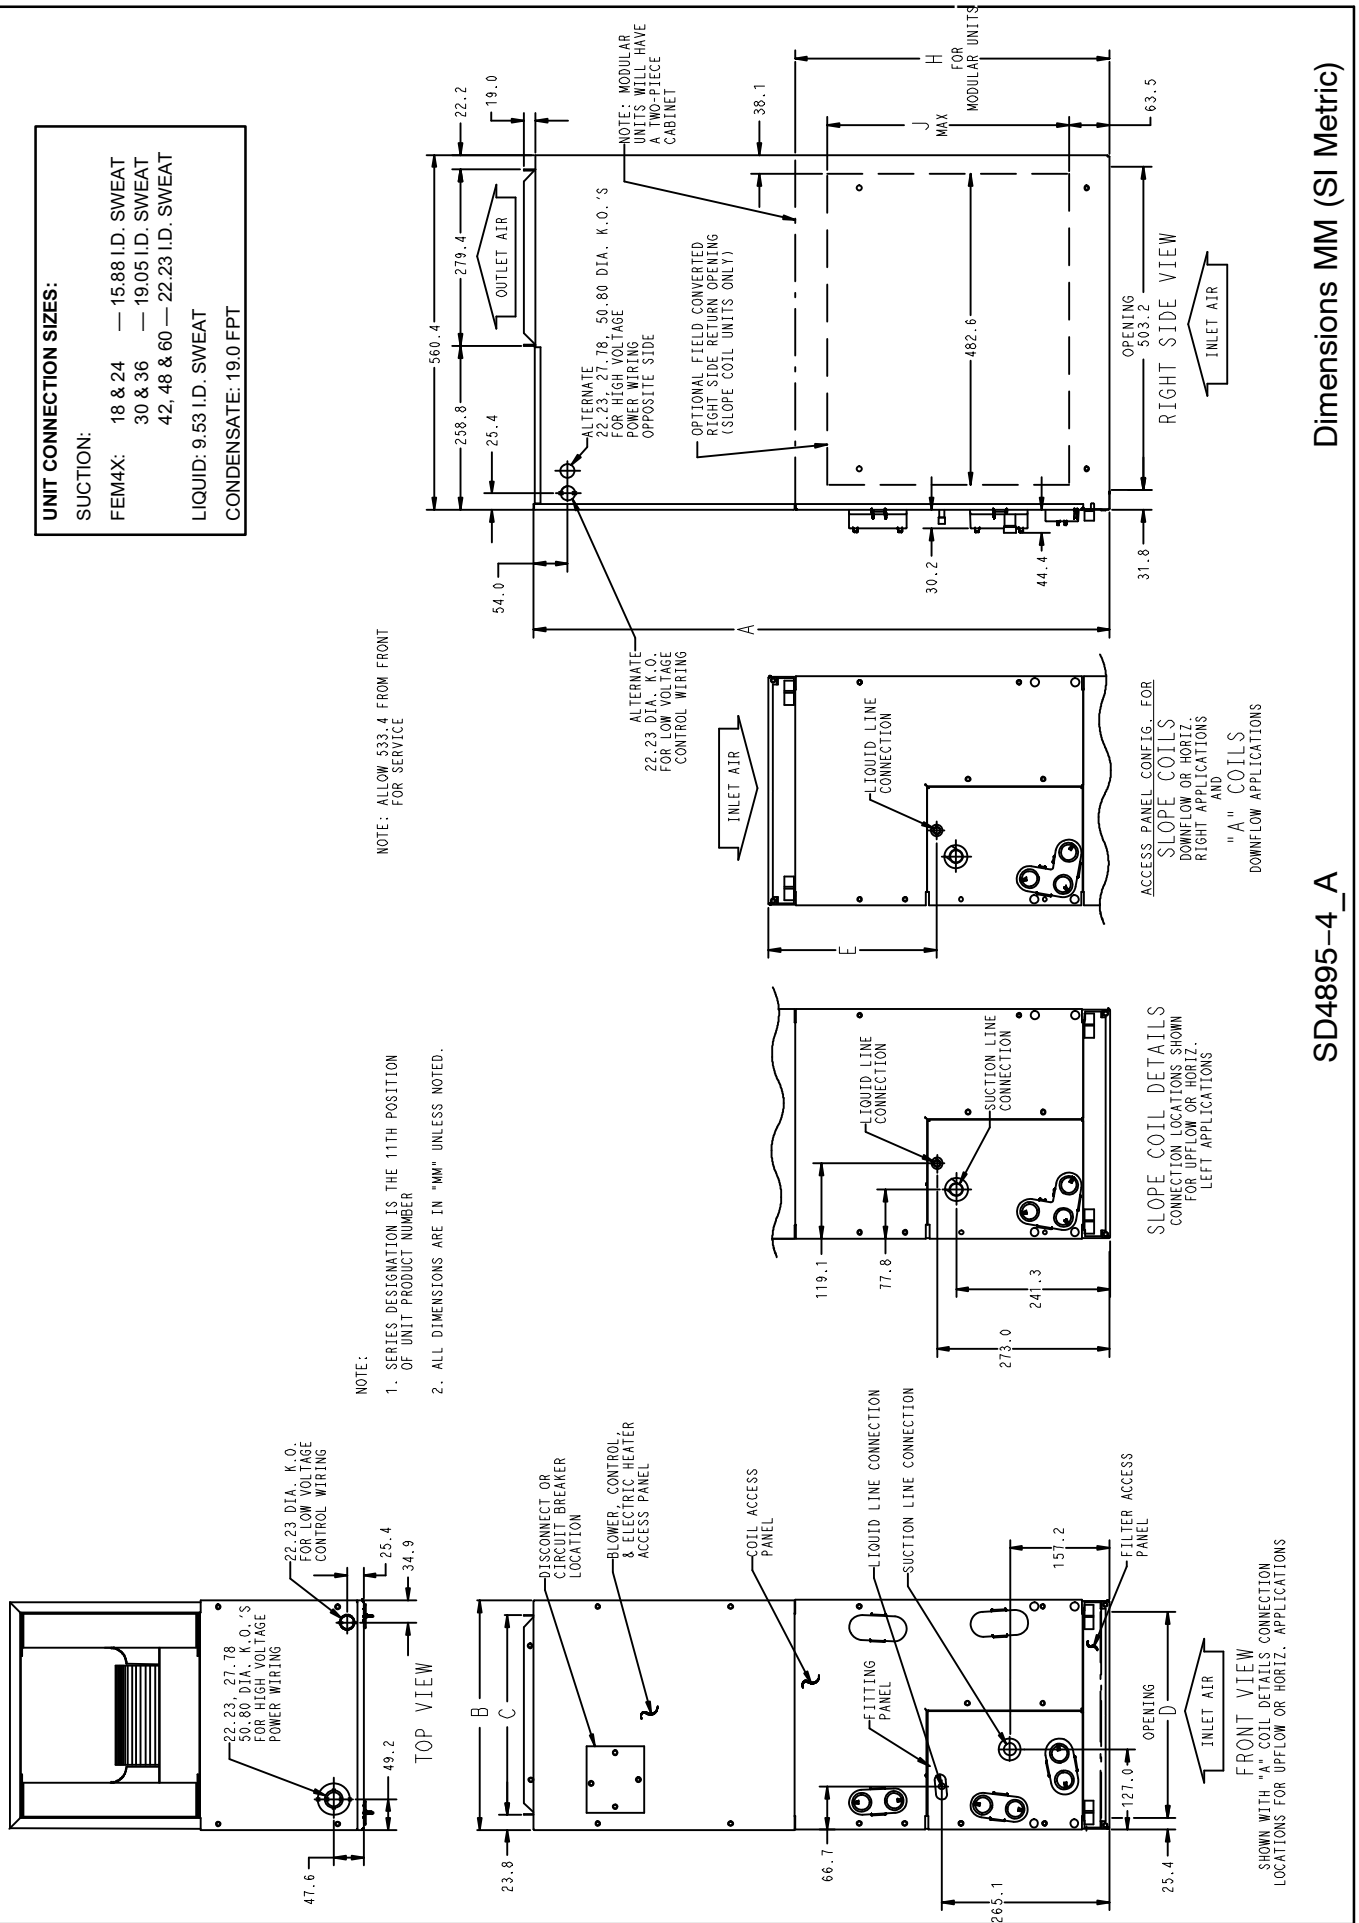 UNIT CONNECTION SIZES:
SUCTION:
FEM4X: 18 & 24 — 15.88 I.D. SWEAT
30 & 36 — 19.05 I.D. SWEAT
42, 48 & 60 — 22.23 I.D. SWEAT
LIQUID: 9.53 I.D. SWEAT
CONDENSATE: 19.0 FPT
22.23, 27.78
50.80 DIA. K.O.'S
FOR HIGH VOLTAGE
POWER WIRING
22.23 DIA. K.O.
FOR LOW VOLTAGE
CONTROL WIRING
47.6
49.2
25.4
34.9
TOP VIEW
NOTE:
1. SERIES DESIGNATION IS THE 11TH POSITION
OF UNIT PRODUCT NUMBER
2. ALL DIMENSIONS ARE IN "MM" UNLESS NOTED.
NOTE: ALLOW 533.4 FROM FRONT
FOR SERVICE
B
C
23.8
DISCONNECT OR
CIRCUIT BREAKER
LOCATION
BLOWER, CONTROL,
& ELECTRIC HEATER
ACCESS PANEL
COIL ACCESS
PANEL
FITTING
PANEL
LIQUID LINE CONNECTION
SUCTION LINE CONNECTION
66.7
265.1
157.2
127.0
25.4
FILTER ACCESS
PANEL
OPENING
D
INLET AIR
FRONT VIEW
SHOWN WITH "A" COIL DETAILS CONNECTION
LOCATIONS FOR UPFLOW OR HORIZ. APPLICATIONS
LIQUID LINE
CONNECTION
SUCTION LINE
CONNECTION
119.1
77.8
241.3
273.0
SLOPE COIL DETAILS
CONNECTION LOCATIONS SHOWN
FOR UPFLOW OR HORIZ.
LEFT APPLICATIONS
INLET AIR
LIQUID LINE
CONNECTION
E
ACCESS PANEL CONFIG. FOR
SLOPE COILS
DOWNFLOW OR HORIZ.
RIGHT APPLICATIONS
AND
"A" COILS
DOWNFLOW APPLICATIONS
560.4
258.8
279.4
22.2
25.4
19.0
54.0
OUTLET AIR
ALTERNATE
22.23, 27.78, 50.80 DIA. K.O.'S
FOR HIGH VOLTAGE
POWER WIRING
OPPOSITE SIDE
NOTE: MODULAR
UNITS WILL HAVE
A TWO-PIECE
CABINET
ALTERNATE
22.23 DIA. K.O.
FOR LOW VOLTAGE
CONTROL WIRING
A
OPTIONAL FIELD CONVERTED
RIGHT SIDE RETURN OPENING
(SLOPE COIL UNITS ONLY)
38.1
H
FOR
MODULAR UNITS
J
MAX
482.6
30.2
44.4
31.8
63.5
OPENING
503.2
RIGHT SIDE VIEW
INLET AIR
SD4895−4_A
Dimensions MM (SI Metric)